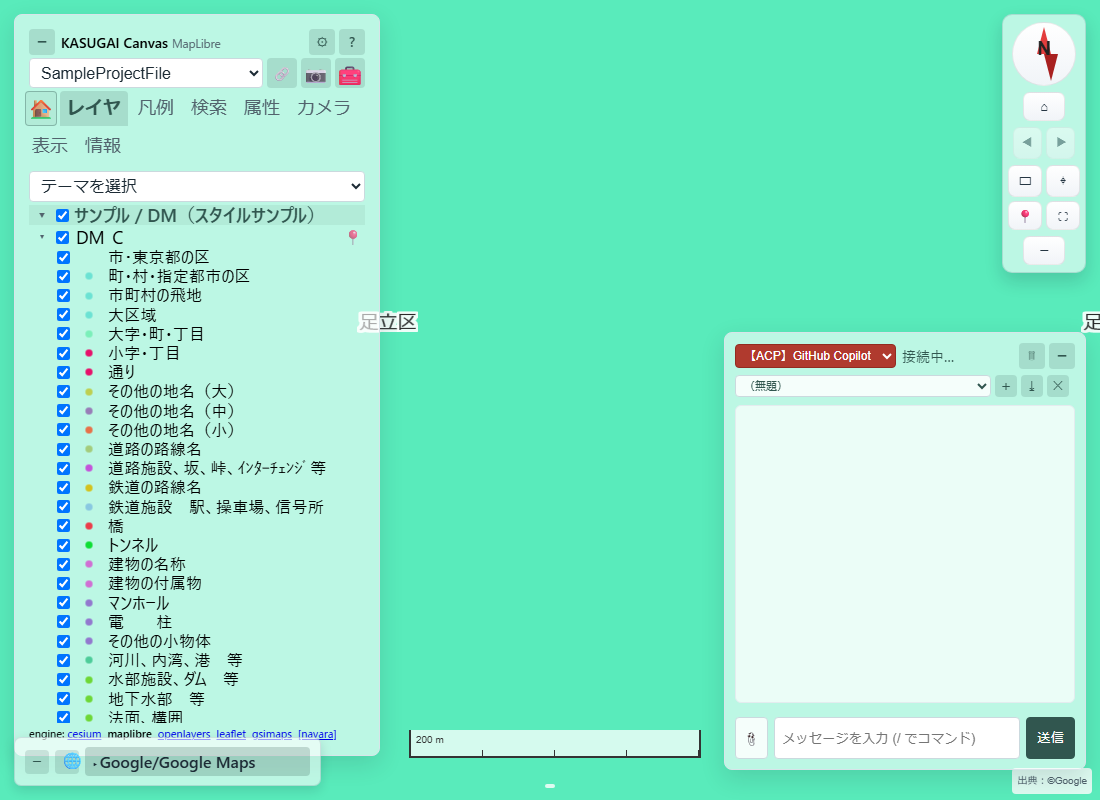 − KASUGAI Canvas MapLibre ⚙ ?
SampleProjectFile
レイヤ 凡例 検索 属性 カメラ
表示 情報
テーマを選択
サンプル / DM（スタイルサンプル）
DM C
市・東京都の区
町・村・指定都市の区
市町村の飛地
大区域
大字・町・丁目
小字・丁目
通り
その他の地名（大）
その他の地名（中）
その他の地名（小）
道路の路線名
道路施設、坂、峠、ｲﾝﾀｰﾁｪﾝｼﾞ等
鉄道の路線名
鉄道施設　駅、操車場、信号所
橋
トンネル
建物の名称
建物の付属物
マンホール
電　　柱
その他の小物体
河川、内湾、港　等
水部施設、ダム　等
地下水部　等
法面、構囲
engine: cesium maplibre openlayers leaflet qsimaps [navara]
− Google/Google Maps
足立区
200 m
N
足
【ACP】GitHub Copilot 接続中...
（無題）
メッセージを入力 (/ でコマンド)
送信
出典：©Google